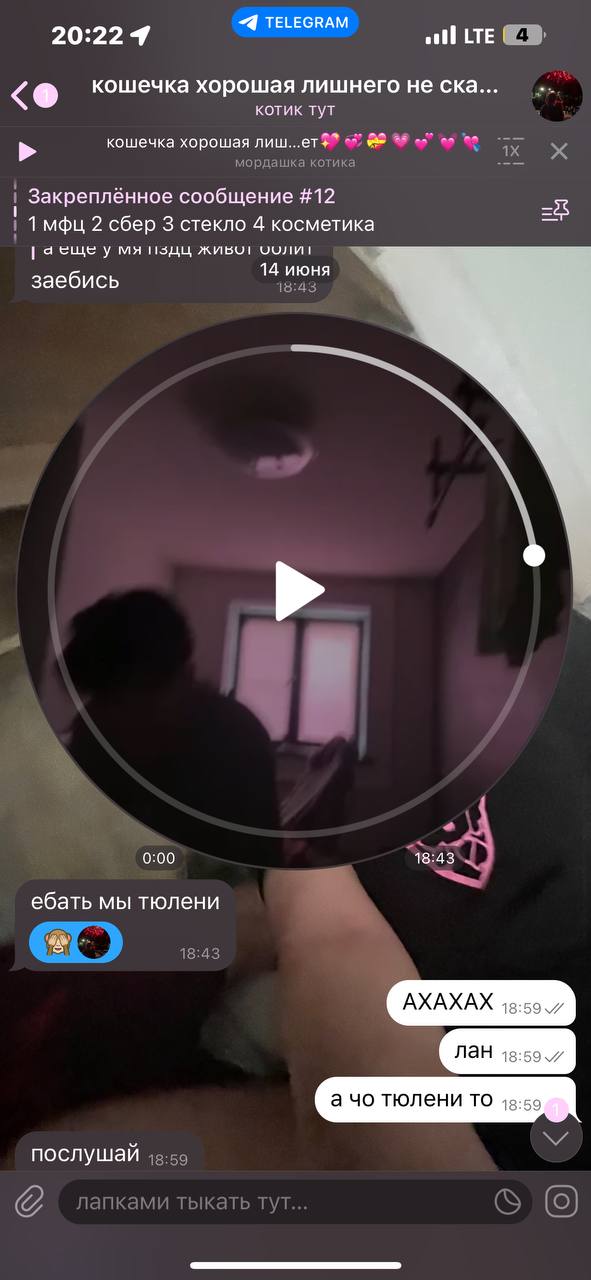 20:22
TELEGRAM
LTE
4
1
кошечка хорошая лишнего не ска...
котик тут
кошечка хорошая лиш...ет💖💞💝💗💕💓💘
1X
мордашка котика
Закреплённое сообщение #12
1 мфц 2 сбер 3 стекло 4 косметика
а еще у мя пздц живот болит
14 июня
заебись
18:43
0:00
18:43
ебать мы тюлени
🙈
18:43
АХАХАХ 18:59
лан 18:59
а чо тюлени то 18:59
1
послушай 18:59
лапками тыкать тут...